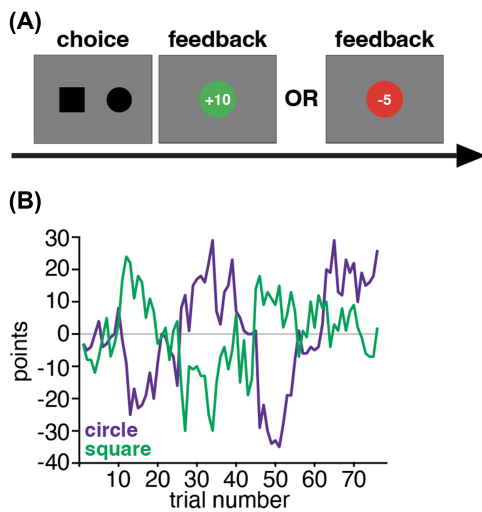 (A)
choice feedback feedback
+10 OR -5
(B)
30
20
10
0
-10
-20
-30
-40
points
circle
square
10 20 30 40 50 60 70
trial number